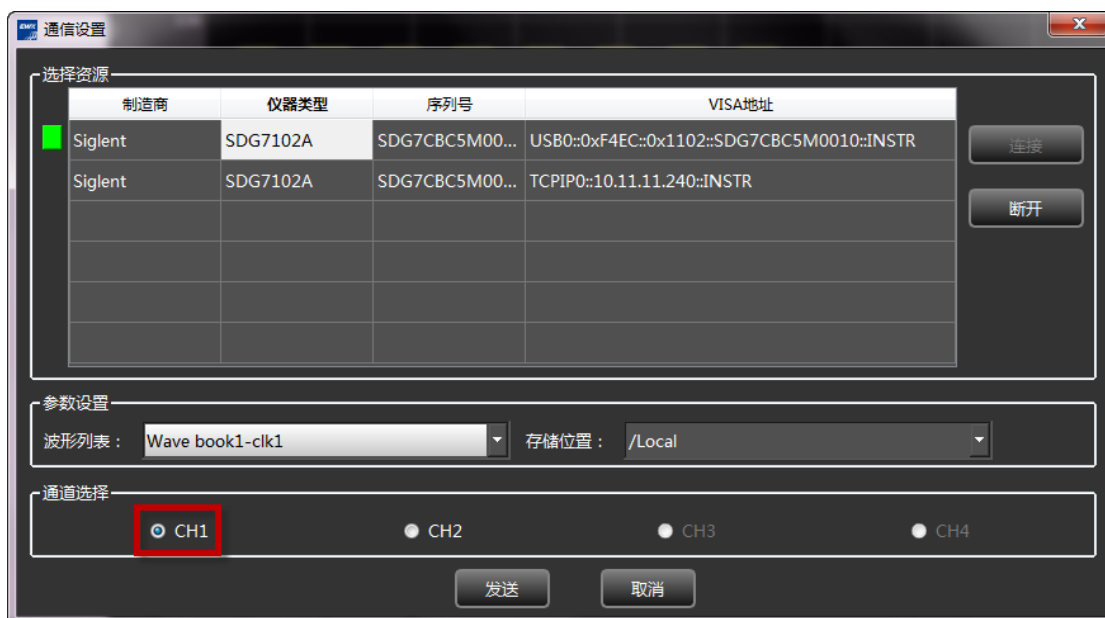 通信设置
选择资源
制造商 仪器类型 序列号 VISA地址
Siglent SDG7102A SDG7CBC5M00... USB0::0xF4EC::0x1102::SDG7CBC5M0010::INSTR 连接
Siglent SDG7102A SDG7CBC5M00... TCPIP0::10.11.11.240::INSTR
断开
参数设置
波形列表： Wave book1-clk1 存储位置： /Local
通道选择
CH1 CH2 CH3 CH4
发送 取消